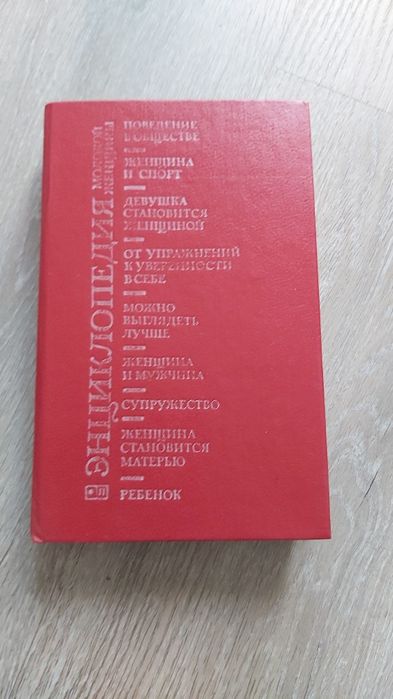 ЭНЦИКЛОПЕДИЯ
МОЛОДОЙ
ЖЕНЩИНЫ
ПОВЕДЕНИЕ
В ОБЩЕСТВЕ
ЖЕНЩИНА
И СПОРТ
ДЕВУШКА
СТАНОВИТСЯ
ЖЕНЩИНОЙ
ОТ УПРАЖНЕНИЙ
К УВЕРЕННОСТИ
В СЕБЕ
МОЖНО
ВЫГЛЯДЕТЬ
ЛУЧШЕ
ЖЕНЩИНА
И МУЖЧИНА
СУПРУЖЕСТВО
ЖЕНЩИНА
СТАНОВИТСЯ
МАТЕРЬЮ
РЕБЕНОК